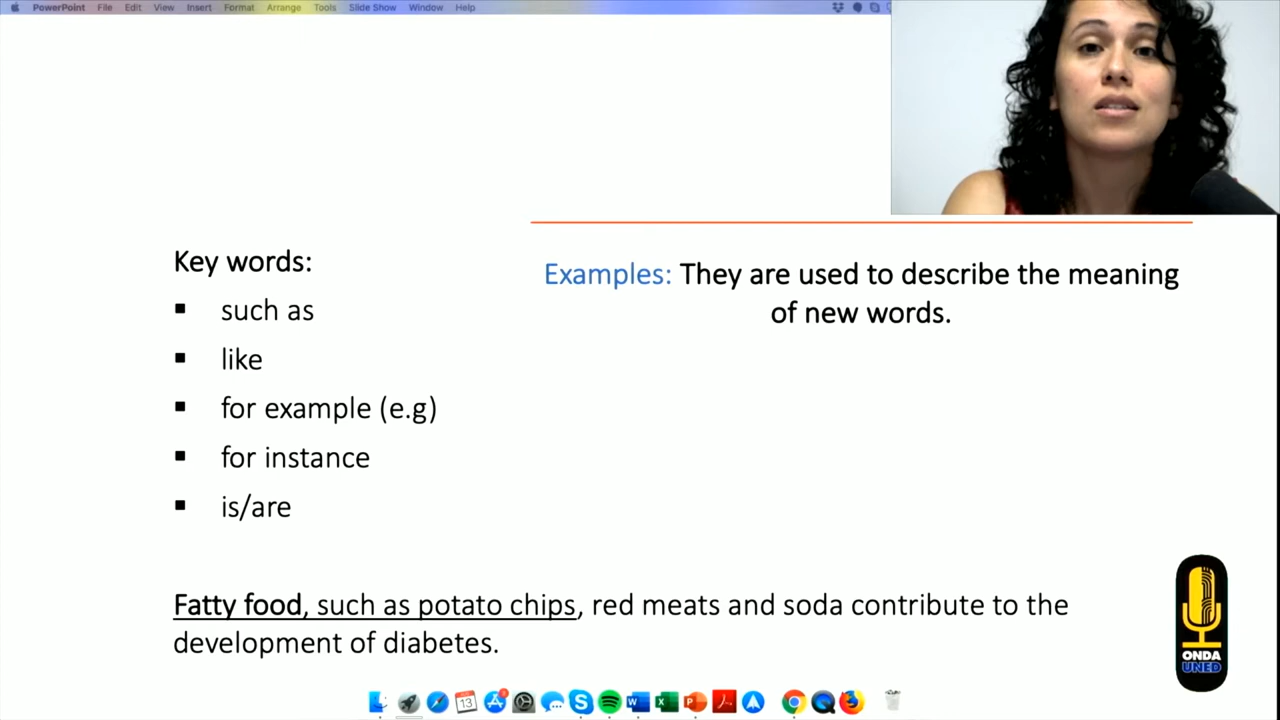 PowerPoint File Edit View Insert Format Arrange Tools Slide Show Window Help
Key words:
▪ such as
▪ like
▪ for example (e.g)
▪ for instance
▪ is/are
Examples: They are used to describe the meaning
of new words.
Fatty food, such as potato chips, red meats and soda contribute to the
development of diabetes.
ONDA
UNED
13